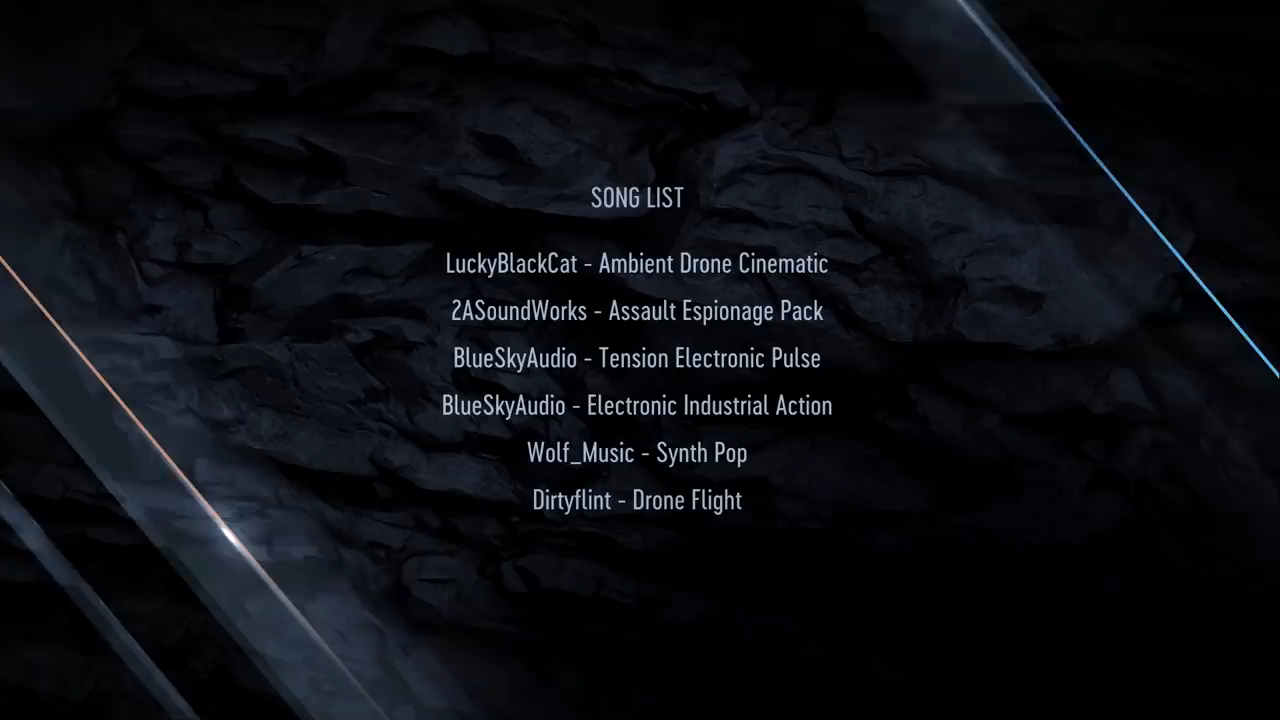 SONG LIST
LuckyBlackCat - Ambient Drone Cinematic
2ASoundWorks - Assault Espionage Pack
BlueSkyAudio - Tension Electronic Pulse
BlueSkyAudio - Electronic Industrial Action
Wolf_Music - Synth Pop
Dirtyflint - Drone Flight